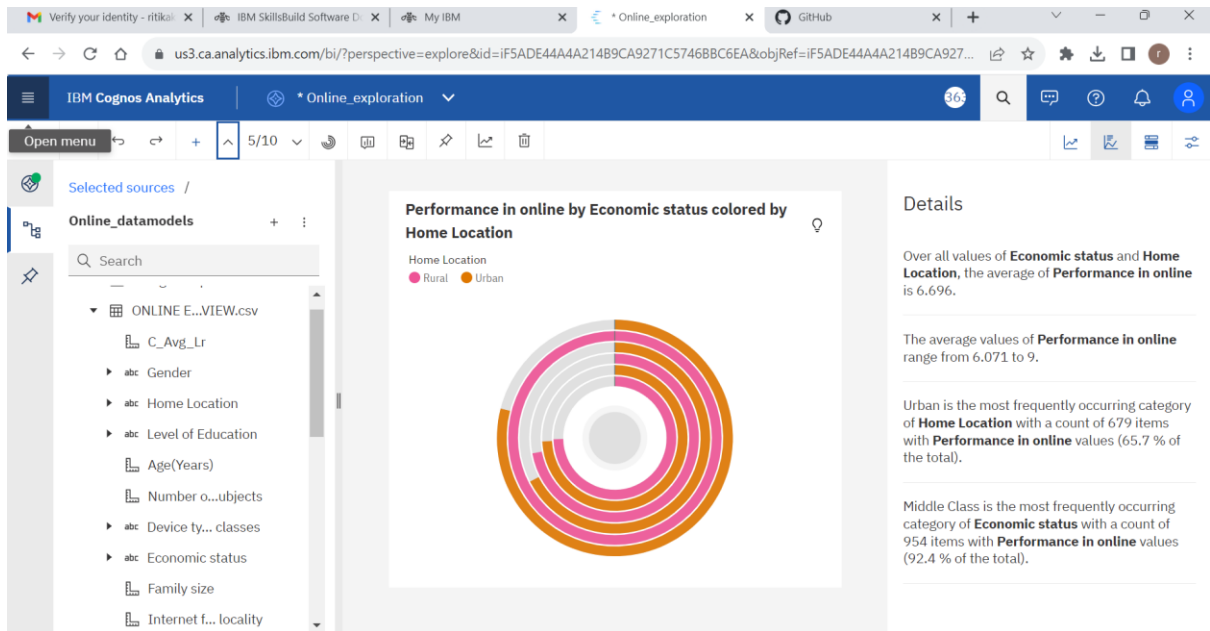 Verify your identity - ritika
IBM SkillsBuild Software D
My IBM
* Online_exploration
GitHub
us3.ca.analytics.ibm.com/bi/?perspective=explore&id=iF5ADE44A4A214B9CA9271C5746BBC6EA&objRef=iF5ADE44A4A214B9CA927...
r
IBM Cognos Analytics
* Online_exploration
363
Open menu
5/10
Selected sources /
Online_datamodels
Search
ONLINE E...VIEW.csv
C_Avg_Lr
abc Gender
abc Home Location
abc Level of Education
Age(Years)
Number o...ubjects
abc Device ty... classes
abc Economic status
Family size
Internet f... locality
Performance in online by Economic status colored by
Home Location
Home Location
Rural Urban
Details
Over all values of Economic status and Home
Location, the average of Performance in online
is 6.696.
The average values of Performance in online
range from 6.071 to 9.
Urban is the most frequently occurring category
of Home Location with a count of 679 items
with Performance in online values (65.7 % of
the total).
Middle Class is the most frequently occurring
category of Economic status with a count of
954 items with Performance in online values
(92.4 % of the total).